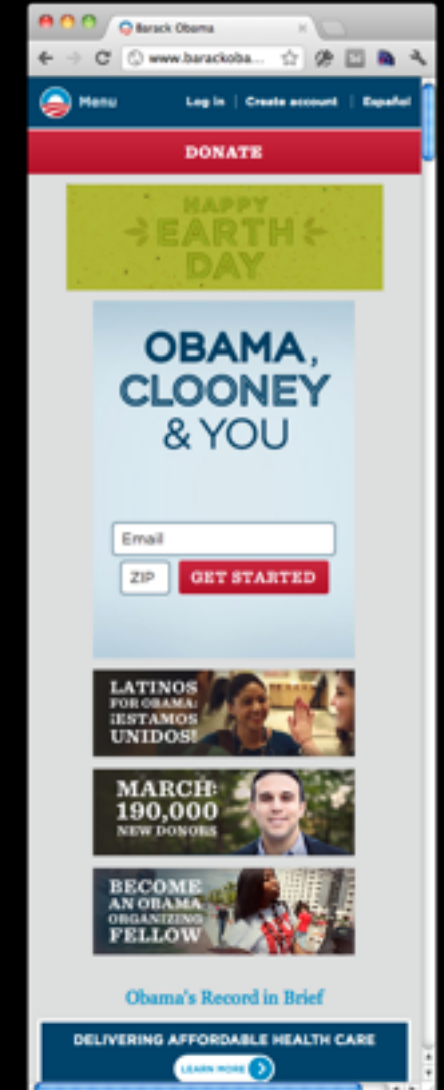 Barack Obama
www.barackoba...
Menu
Log in | Create account | Español
DONATE
HAPPY
EARTH
DAY
OBAMA,
CLOONEY
& YOU
Email
ZIP
GET STARTED
LATINOS
FOR OBAMA:
¡ESTAMOS
UNIDOS!
MARCH:
190,000
NEW DONORS
BECOME
AN OBAMA
ORGANIZING
FELLOW
Obama's Record in Brief
DELIVERING AFFORDABLE HEALTH CARE
LEARN MORE